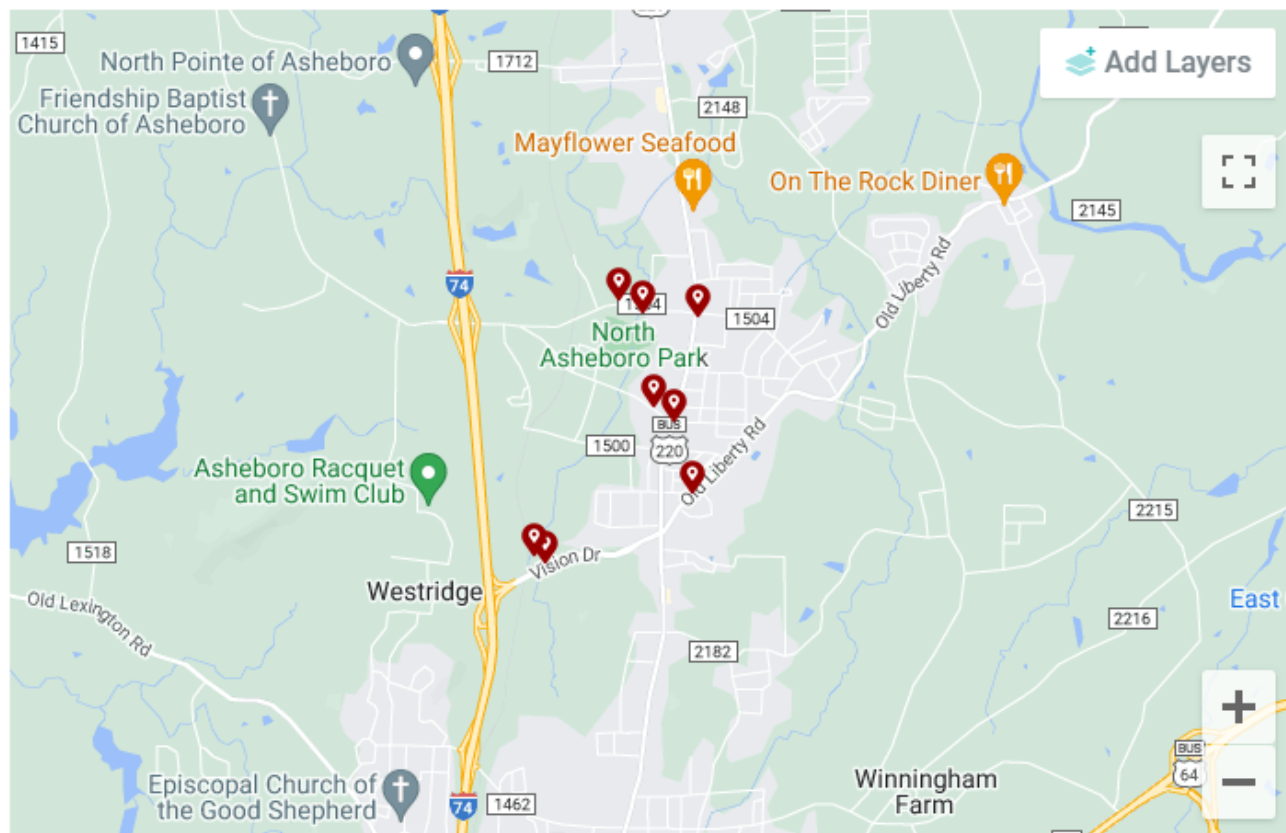 1415
North Pointe of Asheboro
1712
Add Layers
Friendship Baptist
Church of Asheboro
2148
Mayflower Seafood
On The Rock Diner
2145
74
Old Liberty Rd
1504
North
Asheboro Park
BUS
220
1500
Old Liberty Rd
Asheboro Racquet
and Swim Club
2215
1518
Vision Dr
Westridge
Old Lexington Rd
East
2216
2182
Episcopal Church of
the Good Shepherd
74
1462
Winningham
Farm
BUS
64